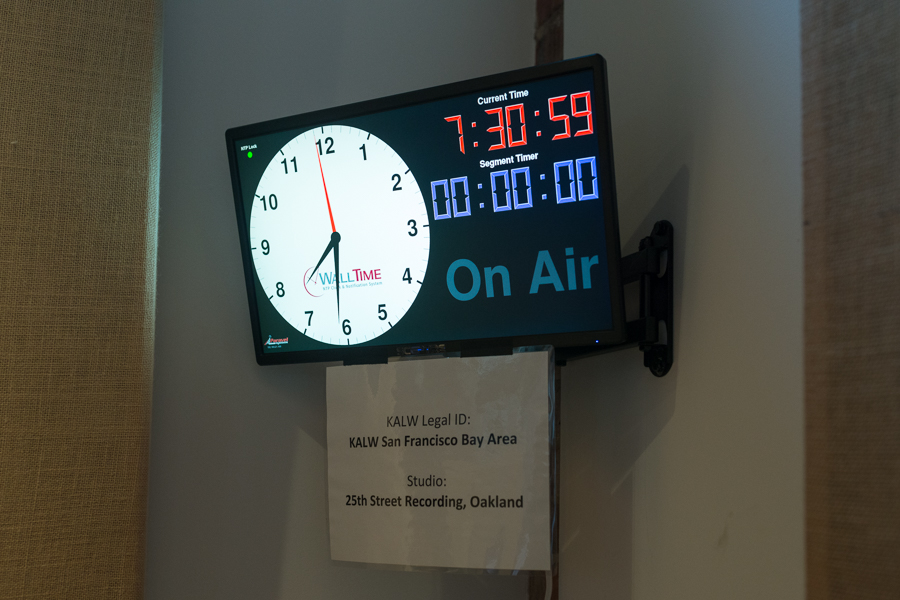 NTP Lock
12
1
2
3
4
5
6
7
8
9
10
11
WALLTIME
Current Time
7:30:59
Segment Timer
00:00:00
On Air
KALW Legal ID:
KALW San Francisco Bay Area
Studio:
25th Street Recording, Oakland